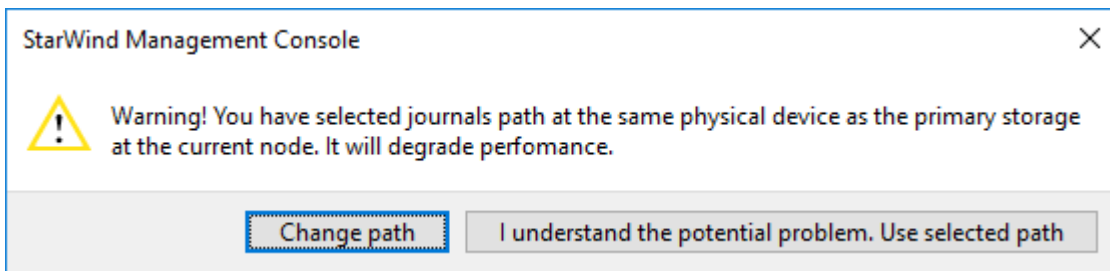 StarWind Management Console
Warning! You have selected journals path at the same physical device as the primary storage
at the current node. It will degrade perfomance.
Change path
I understand the potential problem. Use selected path